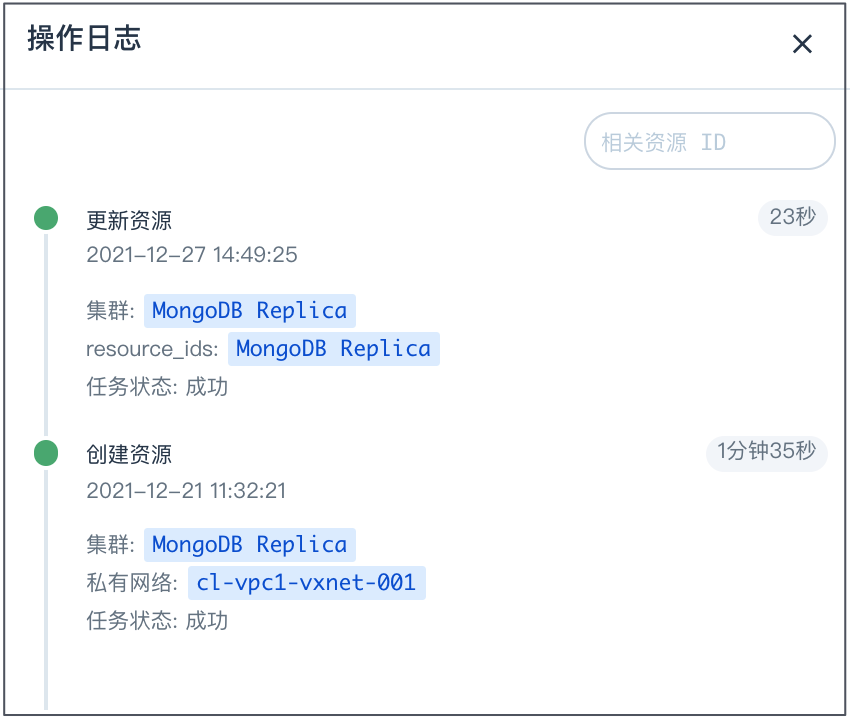 操作日志
相关资源 ID
更新资源
23秒
2021-12-27 14:49:25
集群: MongoDB Replica
resource_ids: MongoDB Replica
任务状态: 成功
创建资源
1分钟35秒
2021-12-21 11:32:21
集群: MongoDB Replica
私有网络: cl-vpc1-vxnet-001
任务状态: 成功